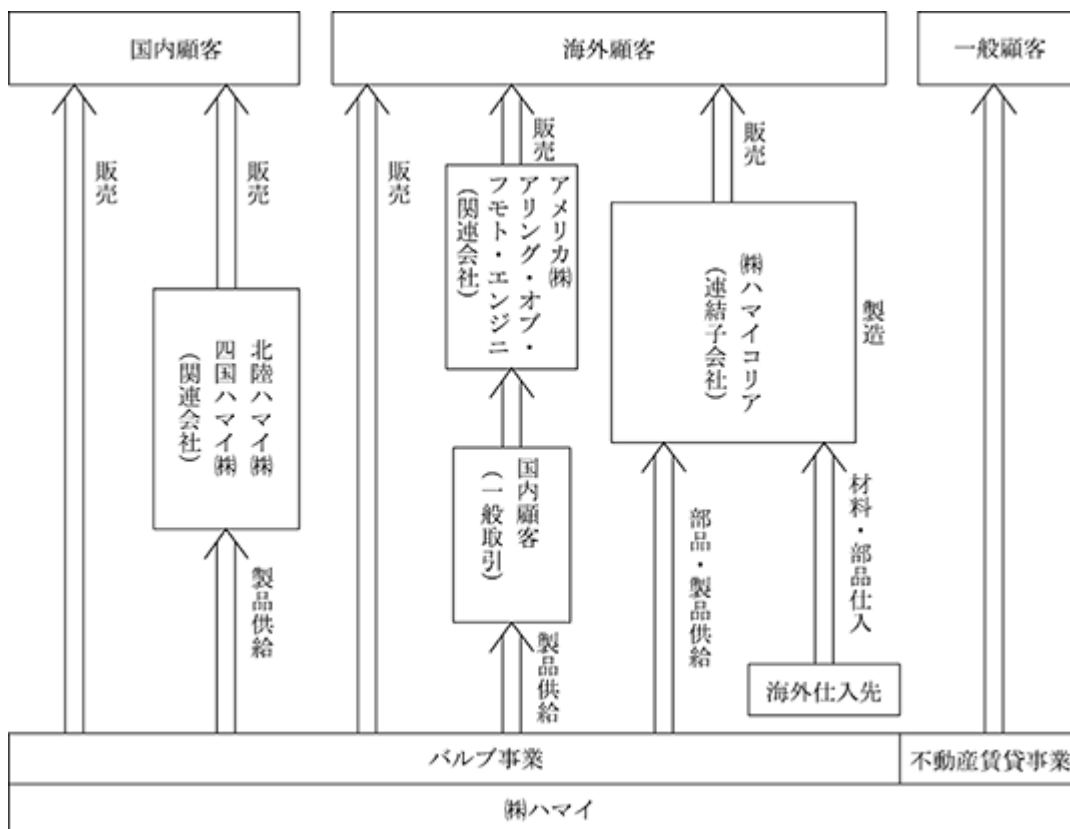 国内顧客
海外顧客
一般顧客
販売
販売
販売
販売
販売
アメリカ㈱
アリング・オブ・
フモト・エンジニ
(関連会社)
㈱ハマイコリア
(連結子会社)
製造
北陸ハマイ㈱
四国ハマイ㈱
(関連会社)
国内顧客
(一般取引)
製品供給
製品供給
部品・製品供給
材料・部品仕入
海外仕入先
バルブ事業
不動産賃貸事業
㈱ハマイ